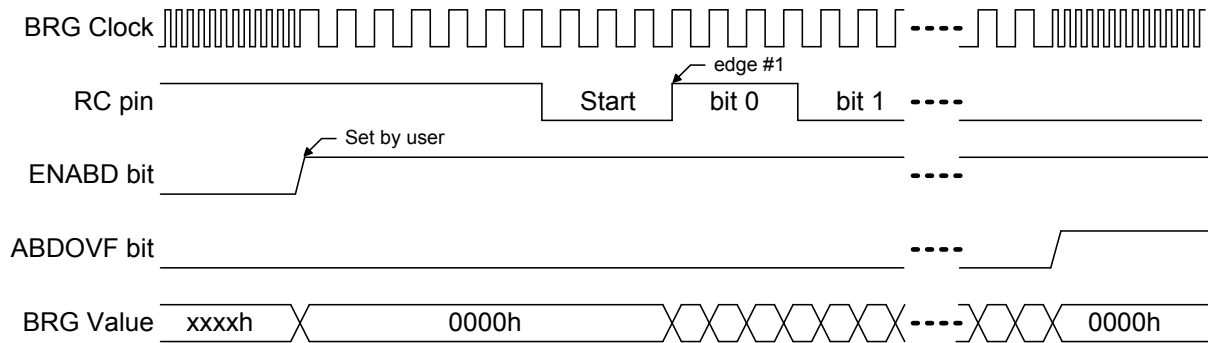 BRG Clock
edge #1
RC pin
Start
bit 0
bit 1
Set by user
ENABD bit
ABDOVF bit
BRG Value
xxxxh
0000h
0000h